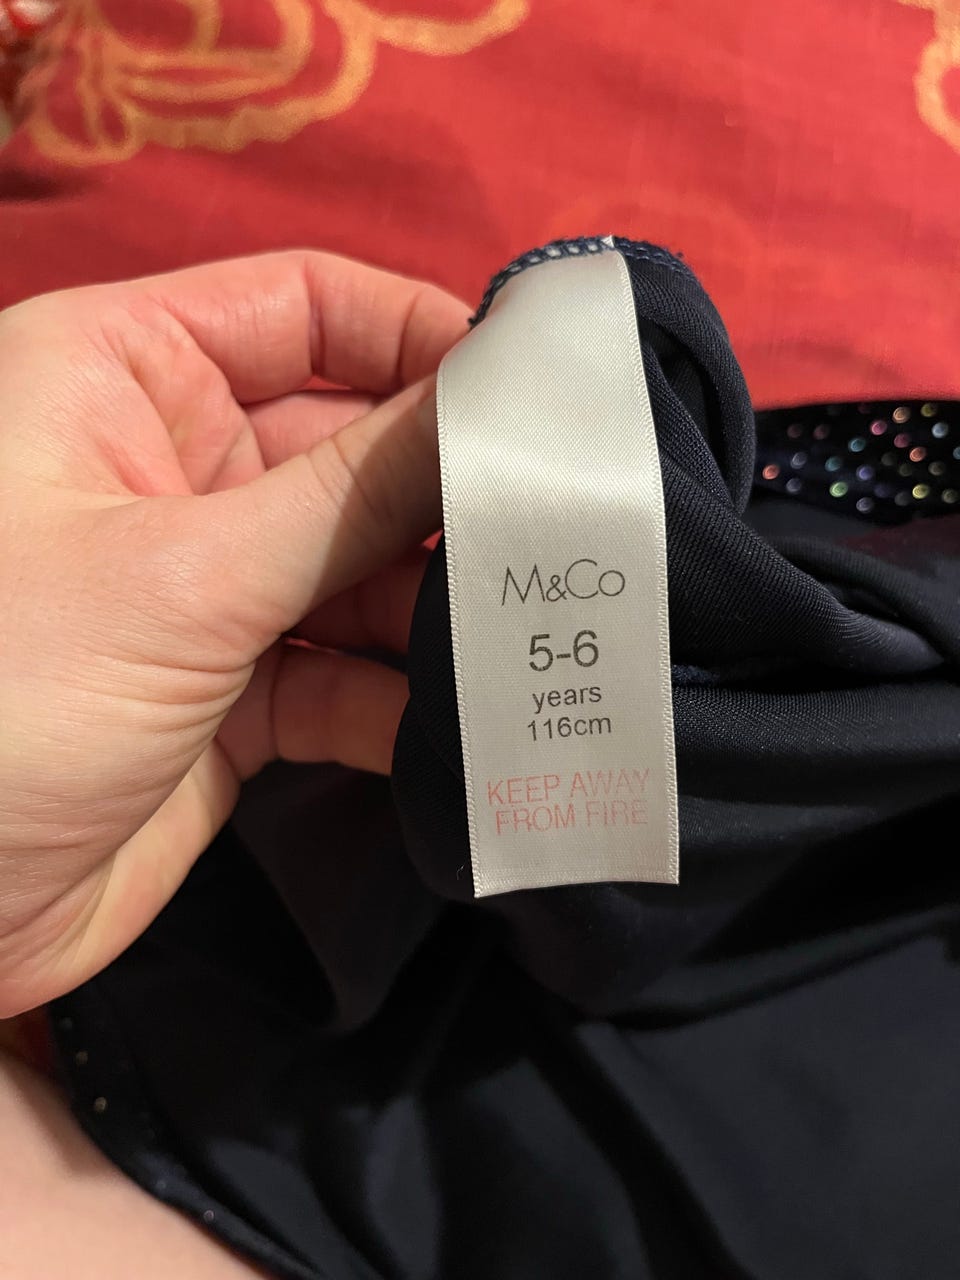 M&Co
5-6
years
116cm
KEEP AWAY
FROM FIRE